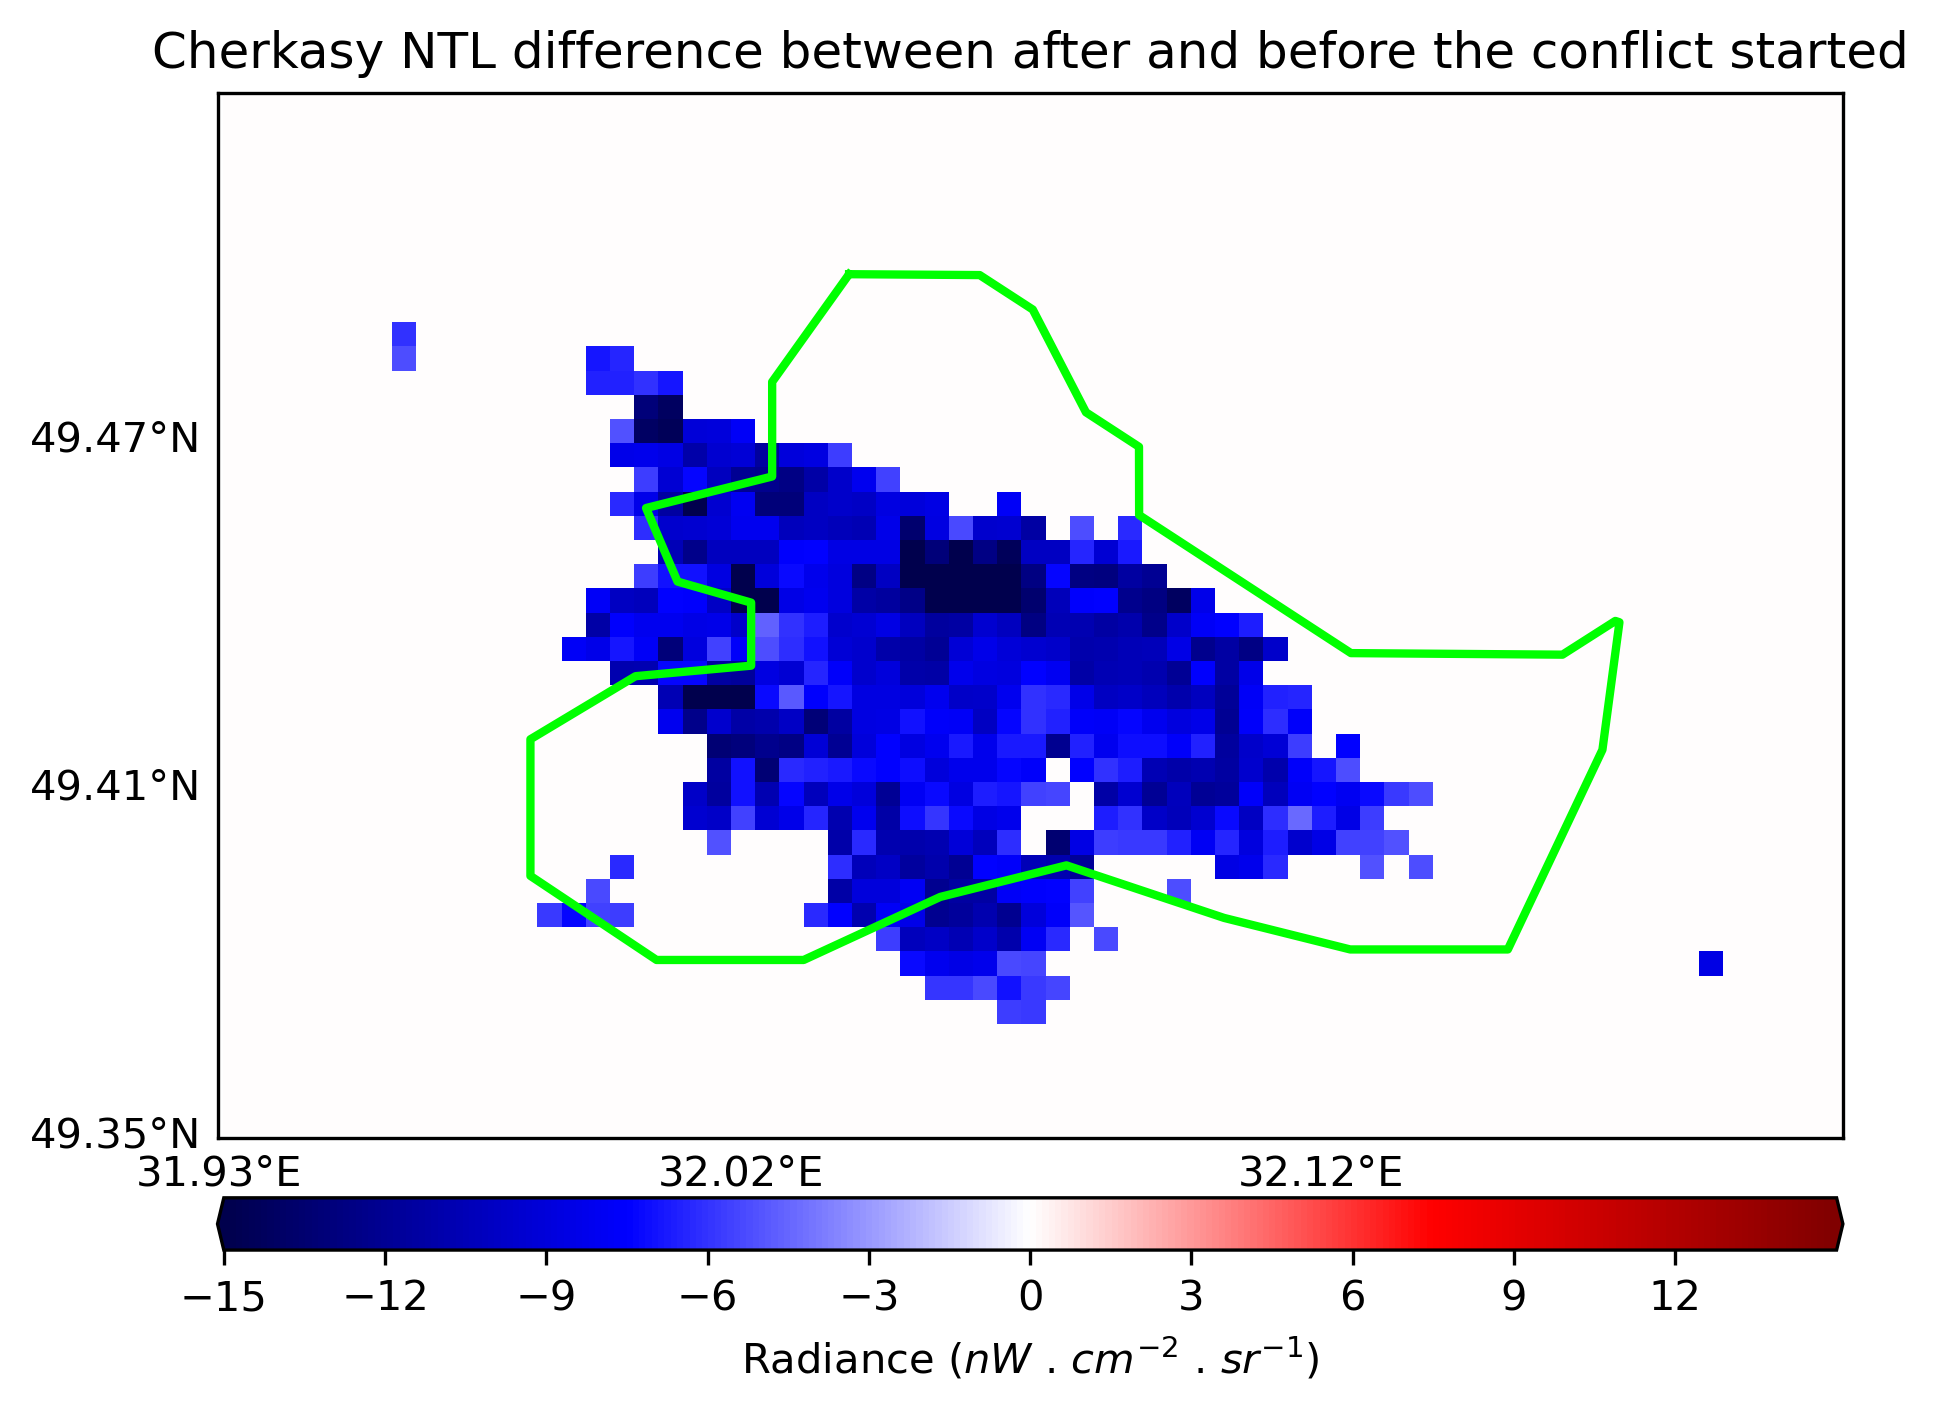 Cherkasy NTL difference between after and before the conflict started
49.47°N
49.41°N
49.35°N
31.93°E 32.02°E 32.12°E
−15 −12 −9 −6 −3 0 3 6 9 12
Radiance (nW . cm⁻² . sr⁻¹)